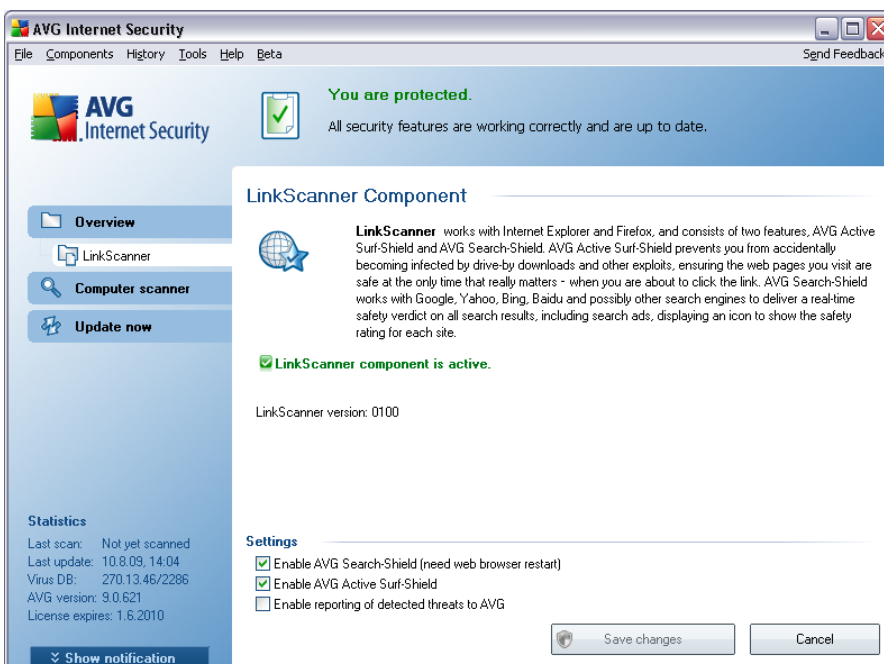 AVG Internet Security
File Components History Tools Help Beta
Send Feedback
AVG
Internet Security
You are protected.
All security features are working correctly and are up to date.
Overview
LinkScanner
Computer scanner
Update now
LinkScanner Component
LinkScanner works with Internet Explorer and Firefox, and consists of two features, AVG Active
Surf-Shield and AVG Search-Shield. AVG Active Surf-Shield prevents you from accidentally
becoming infected by drive-by downloads and other exploits, ensuring the web pages you visit are
safe at the only time that really matters - when you are about to click the link. AVG Search-Shield
works with Google, Yahoo, Bing, Baidu and possibly other search engines to deliver a real-time
safety verdict on all search results, including search ads, displaying an icon to show the safety
rating for each site.
LinkScanner component is active.
LinkScanner version: 0100
Statistics
Last scan: Not yet scanned
Last update: 10.8.09, 14:04
Virus DB: 270.13.46/2286
AVG version: 9.0.621
License expires: 1.6.2010
Show notification
Settings
Enable AVG Search-Shield (need web browser restart)
Enable AVG Active Surf-Shield
Enable reporting of detected threats to AVG
Save changes
Cancel